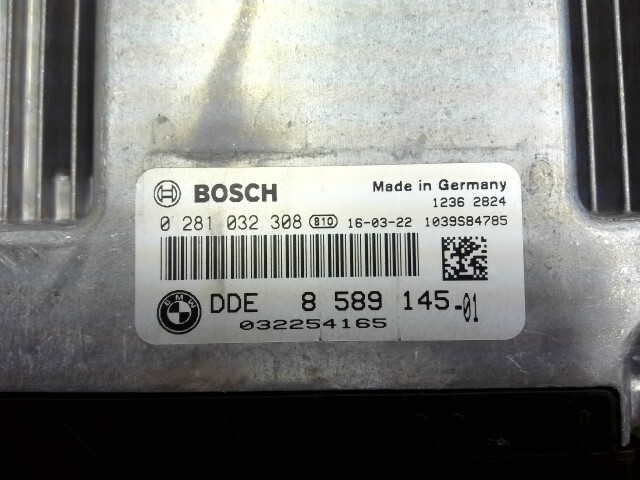 BOSCH Made in Germany
1236 2824
0 281 032 308 810 16-03-22 1039S84785
BMW DDE 8 589 145-01
032254165